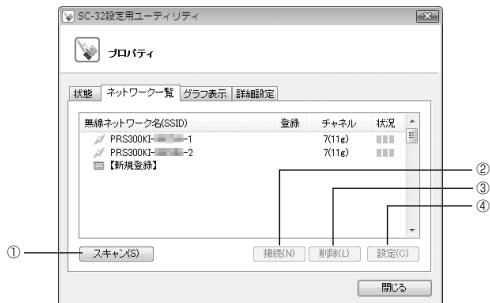 SC-32設定用ユーティリティ
プロパティ
状態 ネットワーク一覧 グラフ表示 詳細設定
無線ネットワーク名(SSID) 登録 チャネル 状況
PRS300KI- -1 7(11g)
PRS300KI- -2 7(11g)
【新規登録】
②
③
④
① スキャン(S) 接続(N) 削除(L) 設定(C)
閉じる